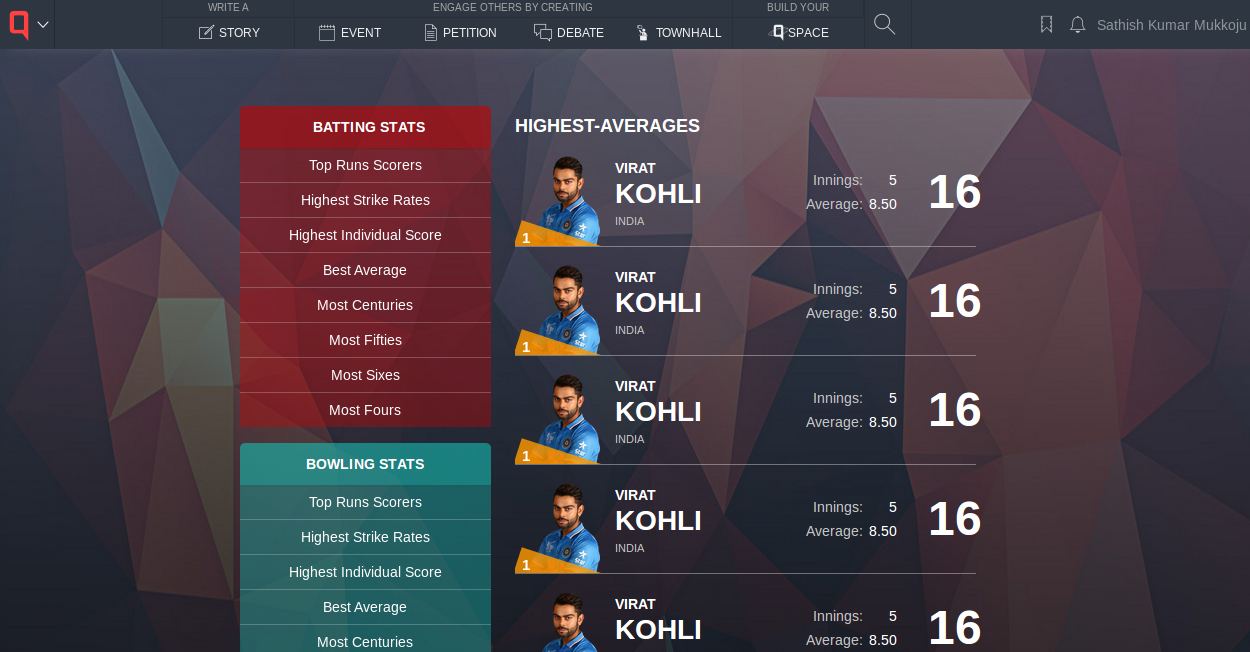 WRITE A
ENGAGE OTHERS BY CREATING
BUILD YOUR
STORY
EVENT
PETITION
DEBATE
TOWNHALL
SPACE
Sathish Kumar Mukkoju
BATTING STATS
Top Runs Scorers
Highest Strike Rates
Highest Individual Score
Best Average
Most Centuries
Most Fifties
Most Sixes
Most Fours
BOWLING STATS
Top Runs Scorers
Highest Strike Rates
Highest Individual Score
Best Average
Most Centuries
HIGHEST-AVERAGES
1
VIRAT
KOHLI
INDIA
Innings: 5
Average: 8.50
16
1
VIRAT
KOHLI
INDIA
Innings: 5
Average: 8.50
16
1
VIRAT
KOHLI
INDIA
Innings: 5
Average: 8.50
16
1
VIRAT
KOHLI
INDIA
Innings: 5
Average: 8.50
16
VIRAT
KOHLI
Innings: 5
Average: 8.50
16